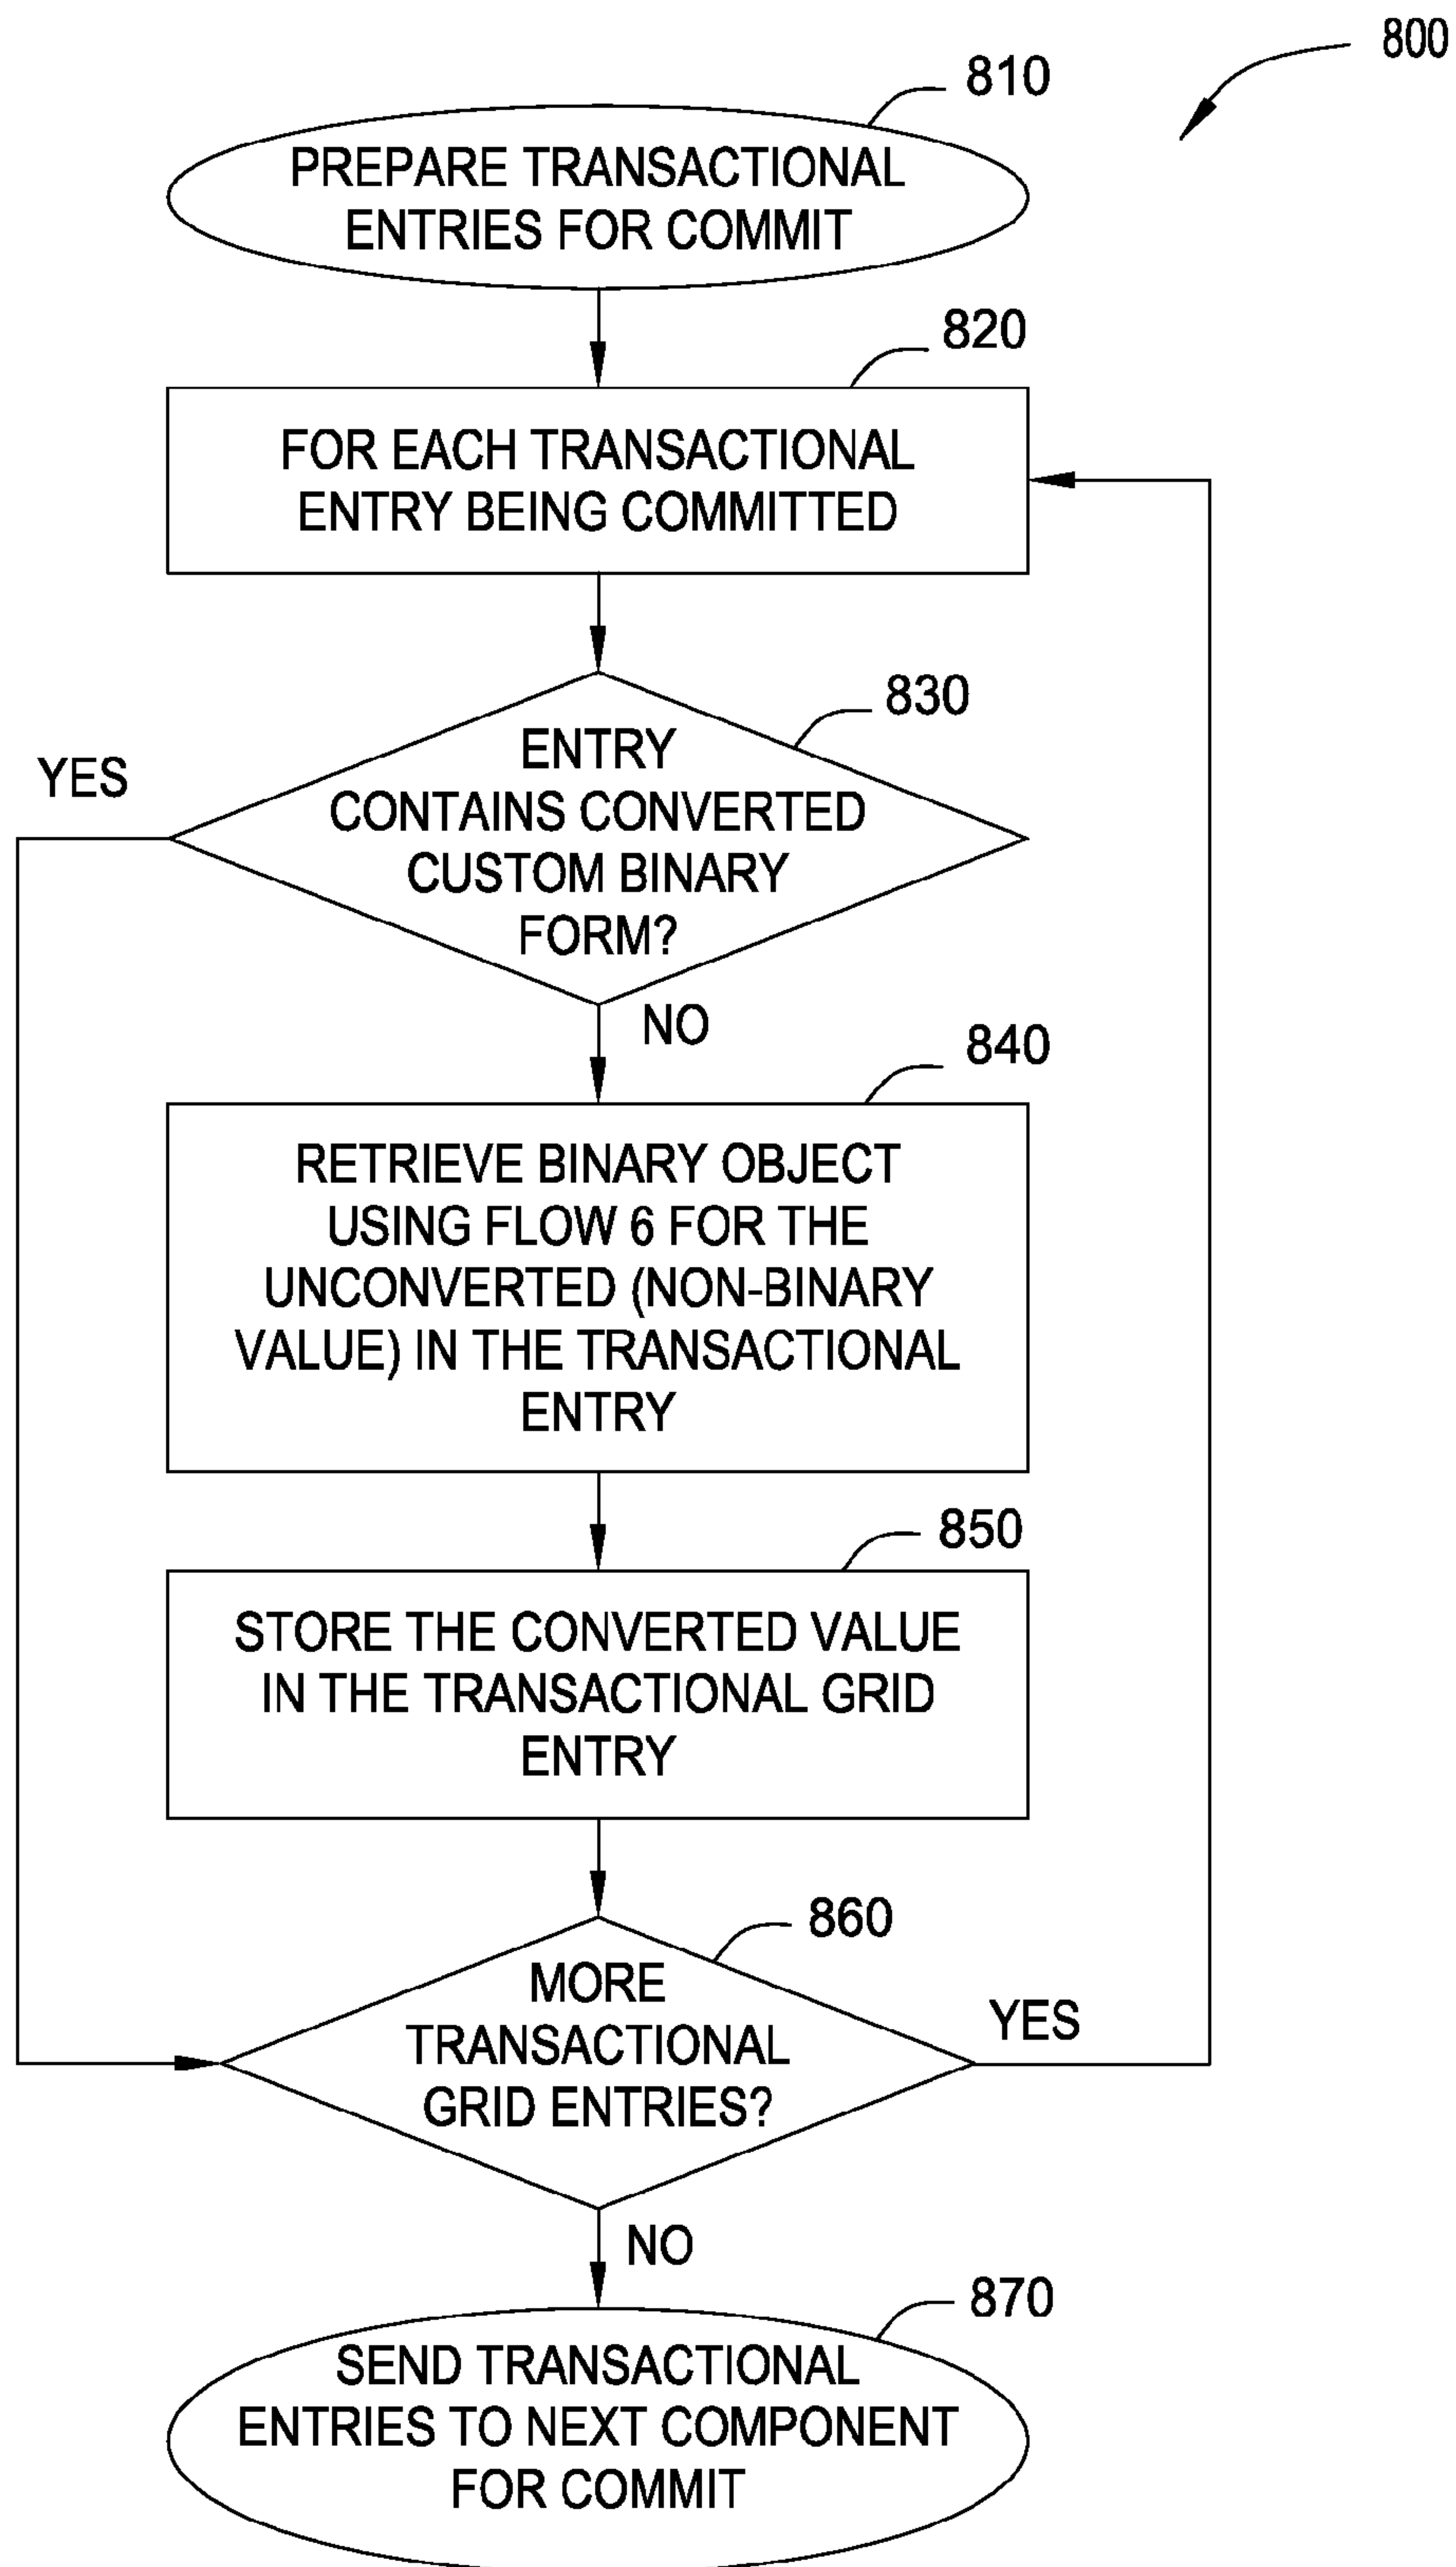 800
810
PREPARE TRANSACTIONAL
ENTRIES FOR COMMIT
820
FOR EACH TRANSACTIONAL
ENTRY BEING COMMITTED
830
YES
ENTRY
CONTAINS CONVERTED
CUSTOM BINARY
FORM?
NO
840
RETRIEVE BINARY OBJECT
USING FLOW 6 FOR THE
UNCONVERTED (NON-BINARY
VALUE) IN THE TRANSACTIONAL
ENTRY
850
STORE THE CONVERTED VALUE
IN THE TRANSACTIONAL GRID
ENTRY
860
MORE
TRANSACTIONAL
GRID ENTRIES?
YES
NO
870
SEND TRANSACTIONAL
ENTRIES TO NEXT COMPONENT
FOR COMMIT